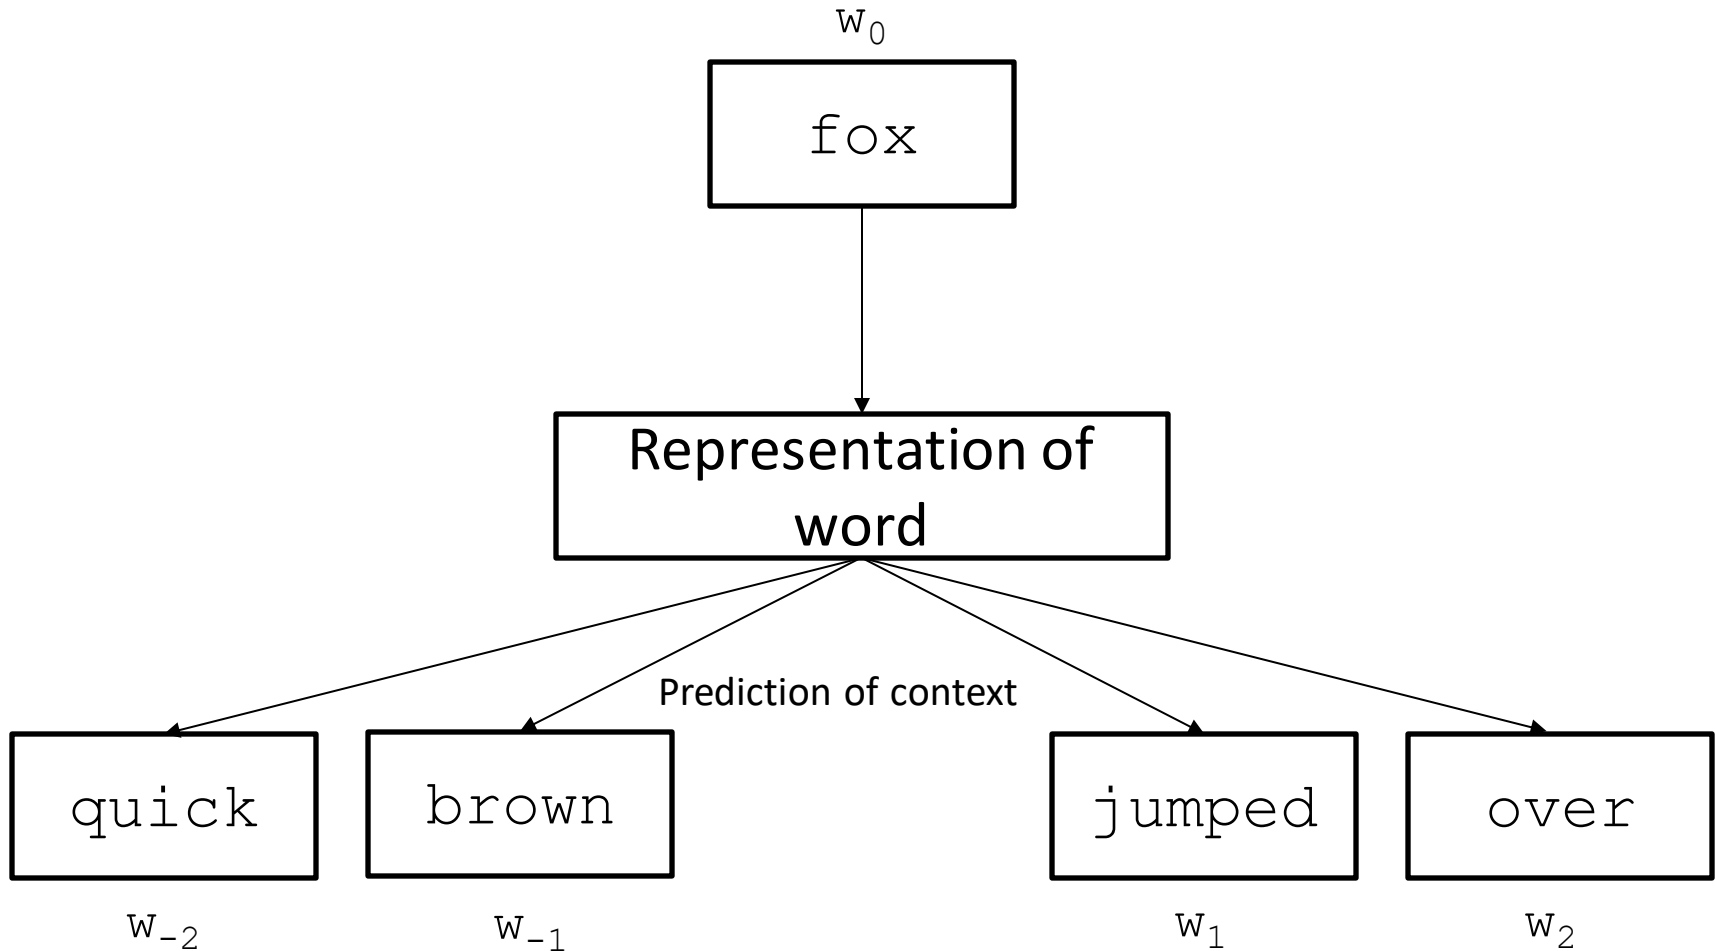 w₀
fox
Representation of
word
Prediction of context
quick brown jumped over
w₋₂ w₋₁ w₁ w₂